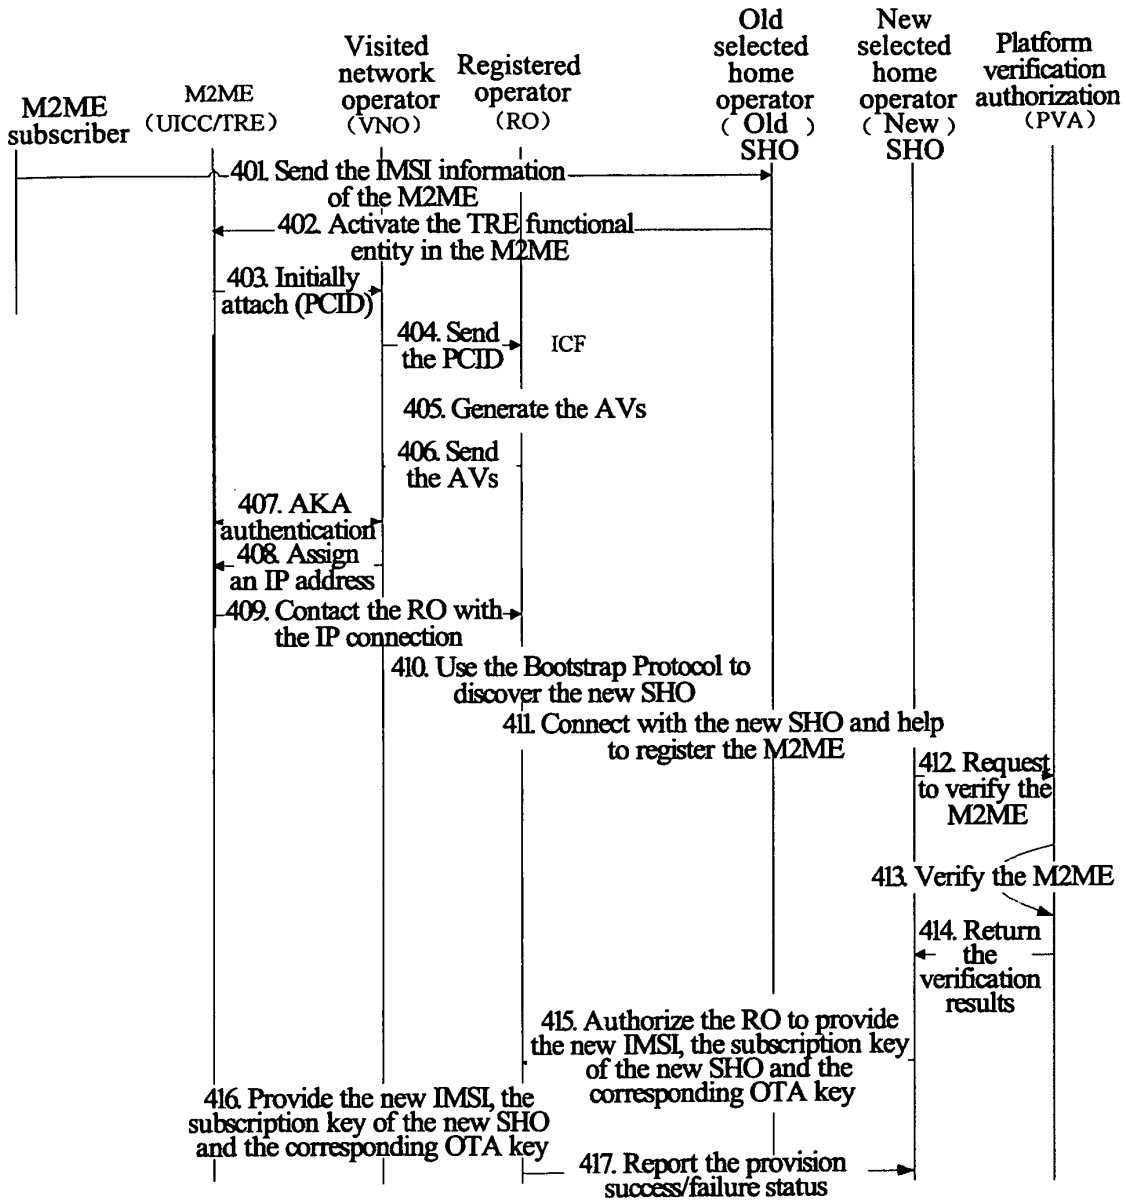 M2ME
subscriber
M2ME
(UICC/TRE)
Visited
network
operator
(VNO)
Registered
operator
(RO)
Old
selected
home
operator
( Old )
SHO
New
selected
home
operator
( New )
SHO
Platform
verification
authorization
(PVA)
401. Send the IMSI information
of the M2ME
402. Activate the TRE functional
entity in the M2ME
403. Initially
attach (PCID)
404. Send
the PCID
ICF
405. Generate the AVs
406. Send
the AVs
407. AKA
authentication
408. Assign
an IP address
409. Contact the RO with
the IP connection
410. Use the Bootstrap Protocol to
discover the new SHO
411. Connect with the new SHO and help
to register the M2ME
412. Request
to verify the
M2ME
413. Verify the M2ME
414. Return
the
verification
results
415. Authorize the RO to provide
the new IMSI, the subscription key
of the new SHO and the
corresponding OTA key
416. Provide the new IMSI, the
subscription key of the new SHO
and the corresponding OTA key
417. Report the provision
success/failure status